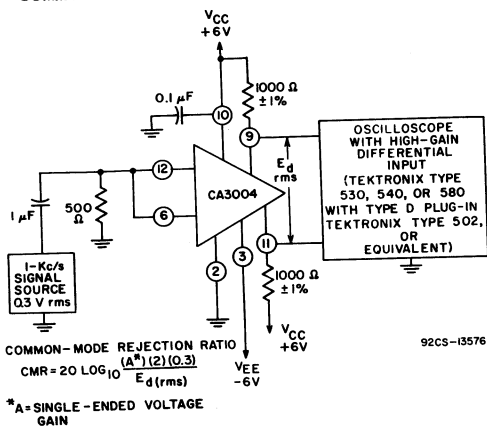 VCC
+6V
0.1 μF
10
1000 Ω
±1%
9
12
6
CA3004
Ed
rms
11
2
3
1 μF
500
Ω
1-Kc/s
SIGNAL
SOURCE
0.3 V rms
OSCILLOSCOPE
WITH HIGH-GAIN
DIFFERENTIAL
INPUT
(TEKTRONIX TYPE
530, 540, OR 580
WITH TYPE D PLUG-IN
TEKTRONIX TYPE 502,
OR
EQUIVALENT)
1000 Ω
±1%
VCC
+6V
VEE
-6V
92CS-13576
COMMON-MODE REJECTION RATIO
CMR = 20 LOG10 (A*)(2)(0.3)
Ed(rms)
*A=SINGLE-ENDED VOLTAGE
GAIN